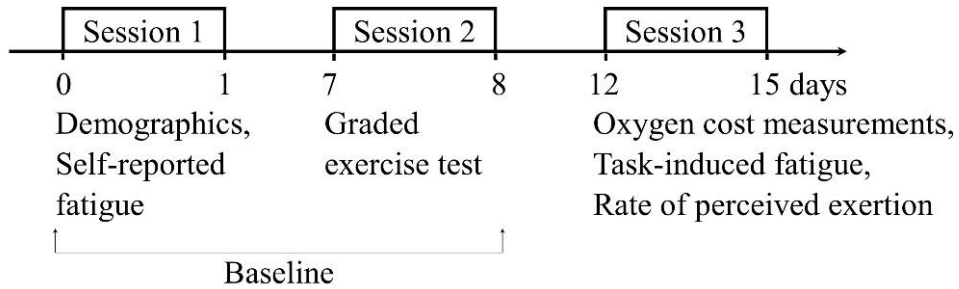 Session 1
Session 2
Session 3
0
1
7
8
12
15 days
Demographics,
Self-reported
fatigue
Graded
exercise test
Oxygen cost measurements,
Task-induced fatigue,
Rate of perceived exertion
Baseline